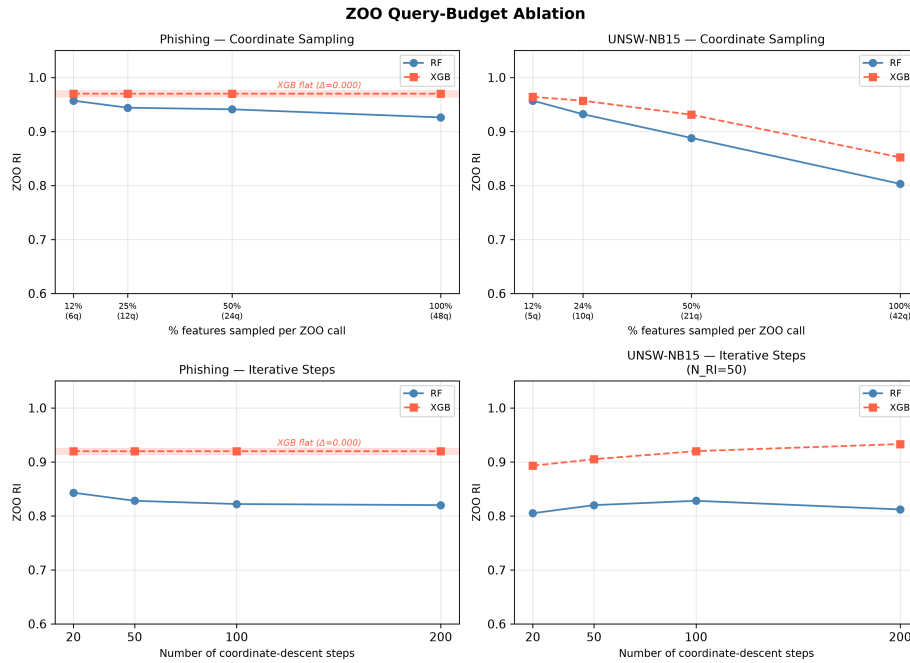 ZOO Query-Budget Ablation
Phishing — Coordinate Sampling
1.0
0.9
0.8
0.7
0.6
ZOO RI
RF
XGB
XGB flat (Δ=0.000)
12%
(6q)
25%
(12q)
50%
(24q)
100%
(48q)
% features sampled per ZOO call
UNSW-NB15 — Coordinate Sampling
1.0
0.9
0.8
0.7
0.6
ZOO RI
RF
XGB
12%
(5q)
24%
(10q)
50%
(21q)
100%
(42q)
% features sampled per ZOO call
Phishing — Iterative Steps
1.0
0.9
0.8
0.7
0.6
ZOO RI
RF
XGB
XGB flat (Δ=0.000)
20
50
100
200
Number of coordinate-descent steps
UNSW-NB15 — Iterative Steps
(N_RI=50)
1.0
0.9
0.8
0.7
0.6
ZOO RI
RF
XGB
20
50
100
200
Number of coordinate-descent steps